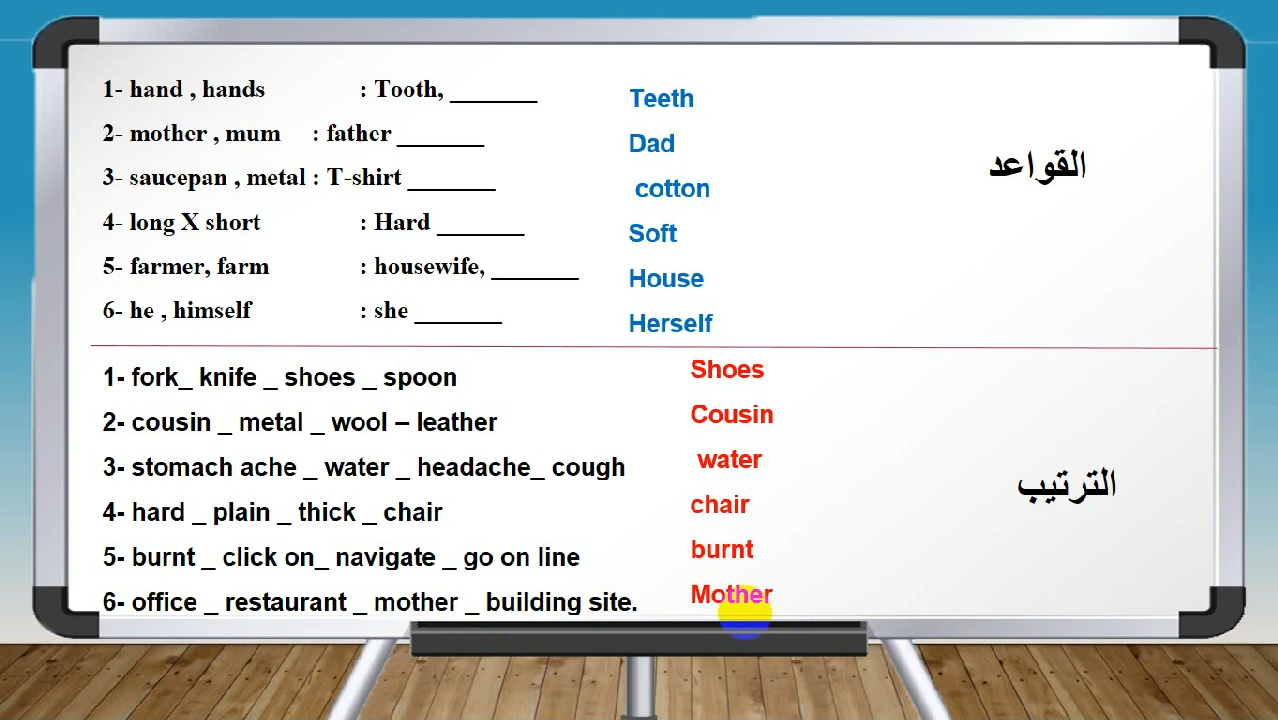 1- hand , hands : Tooth, _______ Teeth
2- mother , mum : father _______ Dad
القواعد
3- saucepan , metal : T-shirt _______ cotton
4- long X short : Hard _______ Soft
5- farmer, farm : housewife, _______ House
6- he , himself : she _______ Herself
1- fork_ knife _ shoes _ spoon Shoes
2- cousin _ metal _ wool – leather Cousin
3- stomach ache _ water _ headache_ cough water
الترتيب
4- hard _ plain _ thick _ chair chair
5- burnt _ click on_ navigate _ go on line burnt
6- office _ restaurant _ mother _ building site. Mother